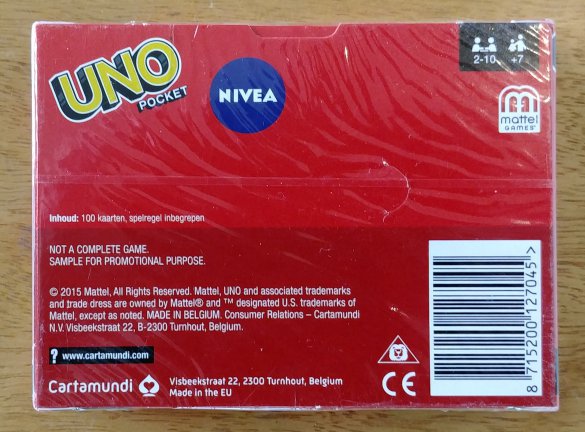 UNO
POCKET
NIVEA
2-10
+7
mattel
GAMES
Inhoud: 100 kaarten, spelregel inbegrepen
NOT A COMPLETE GAME.
SAMPLE FOR PROMOTIONAL PURPOSE.
© 2015 Mattel, All Rights Reserved. Mattel, UNO and associated trademarks
and trade dress are owned by Mattel® and ™ designated U.S. trademarks of
Mattel, except as noted. MADE IN BELGIUM. Consumer Relations – Cartamundi
N.V. Visbeekstraat 22, B-2300 Turnhout, Belgium.
? www.cartamundi.com
Cartamundi
Visbeekstraat 22, 2300 Turnhout, Belgium
Made in the EU
CE
8 715200 127045 >